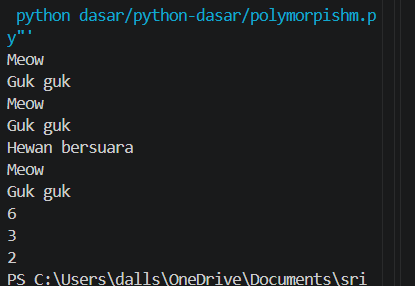 python dasar/python-dasar/polymorpishm.p
y"'
Meow
Guk guk
Meow
Guk guk
Hewan bersuara
Meow
Guk guk
6
3
2
PS C:\Users\dalls\OneDrive\Documents\sri